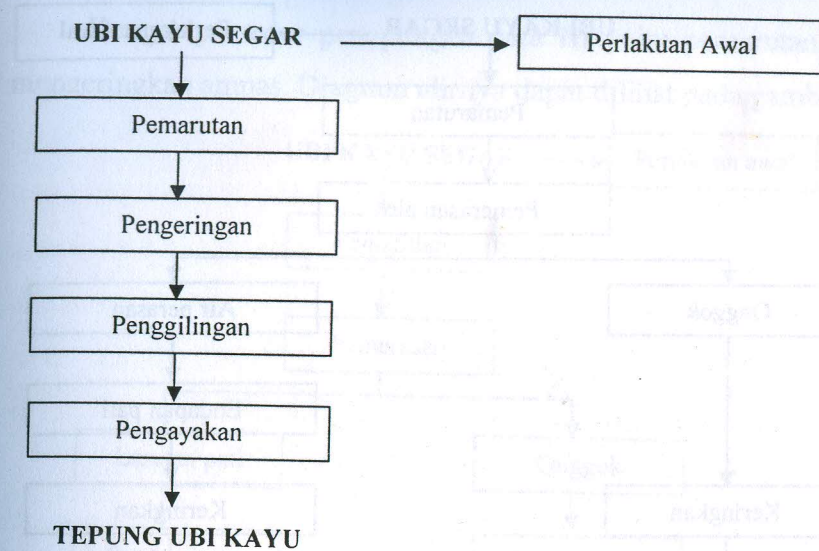 UBI KAYU SEGAR
Perlakuan Awal
Pemarutan
Pengeringan
Penggilingan
Pengayakan
TEPUNG UBI KAYU